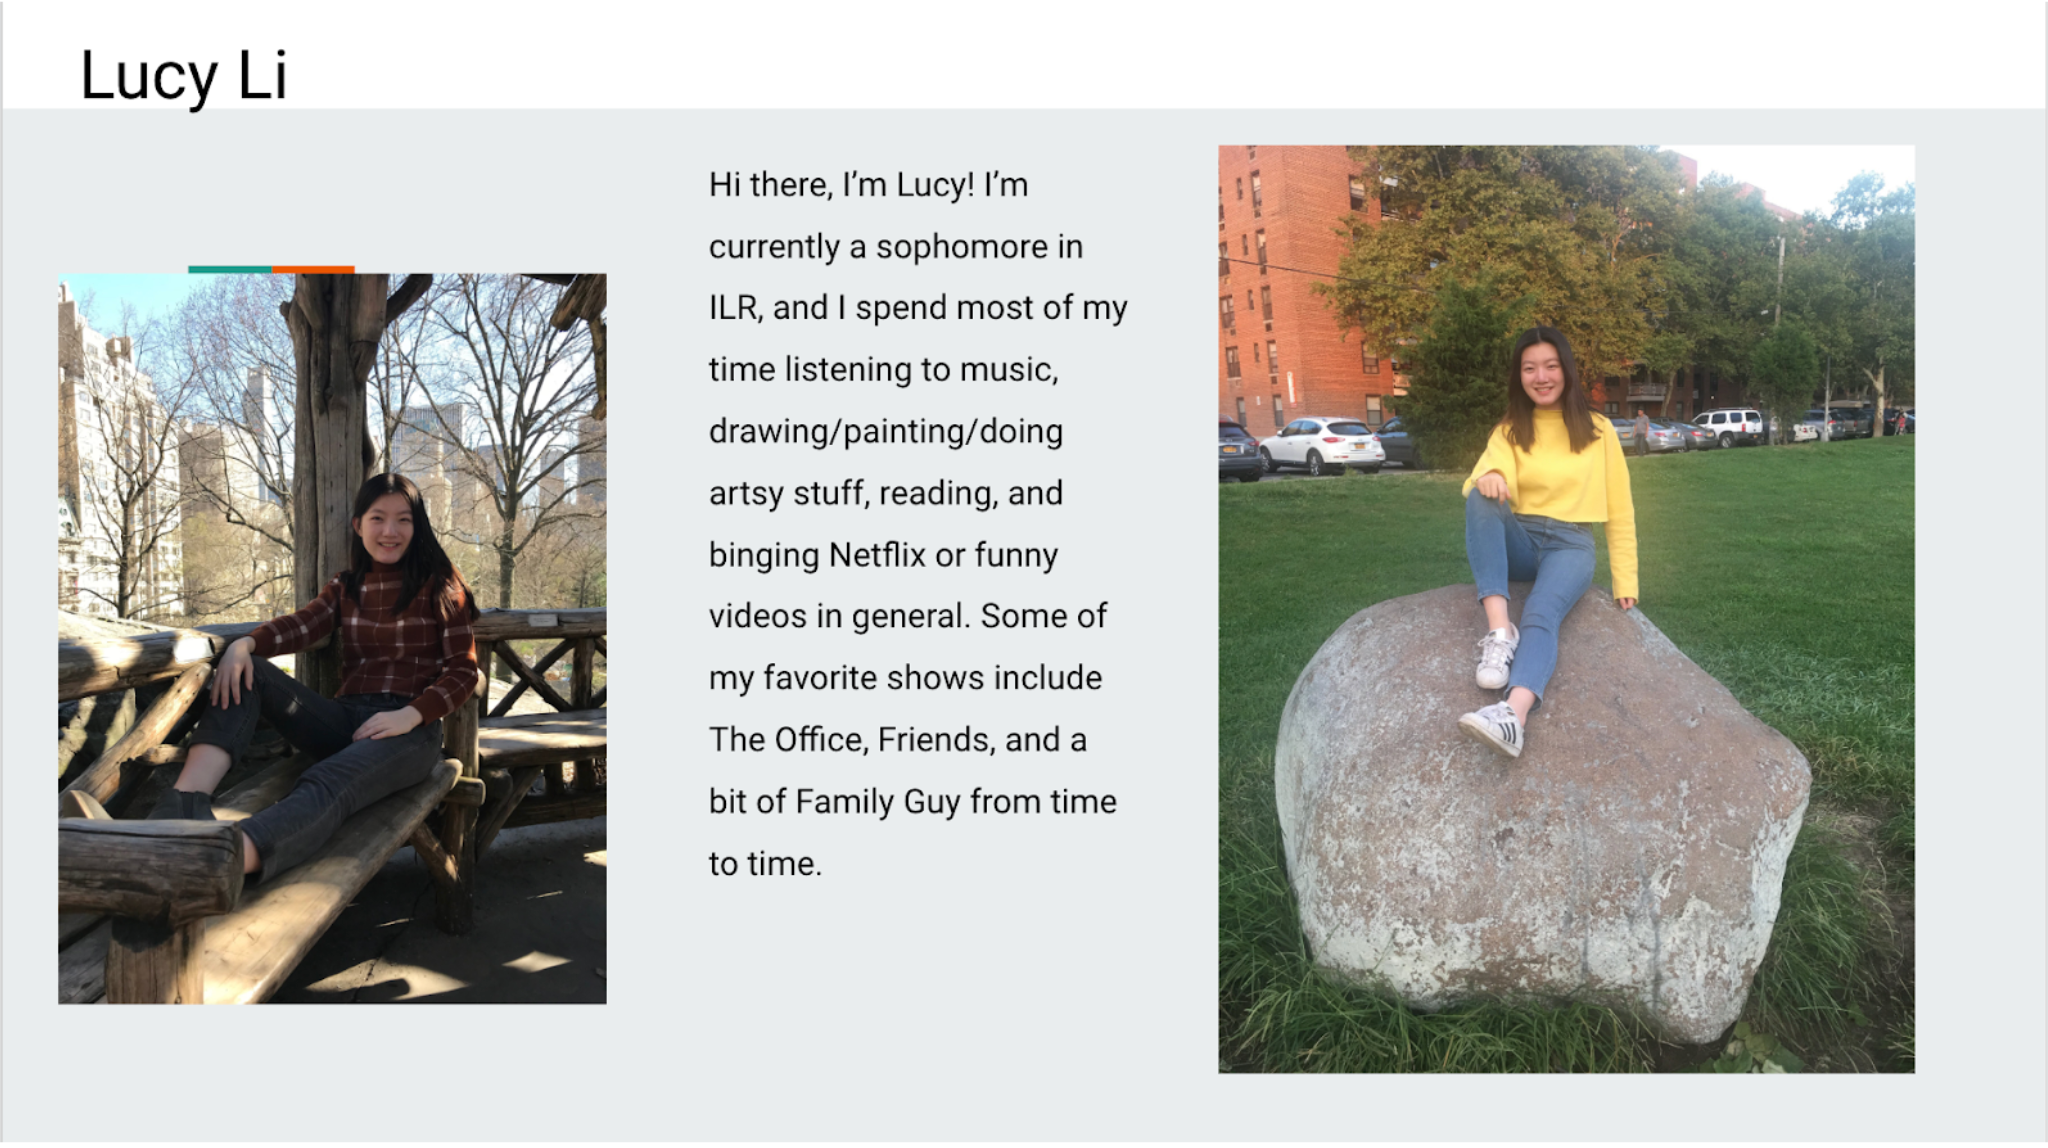 Lucy Li
Hi there, I’m Lucy! I’m
currently a sophomore in
ILR, and I spend most of my
time listening to music,
drawing/painting/doing
artsy stuff, reading, and
binging Netflix or funny
videos in general. Some of
my favorite shows include
The Office, Friends, and a
bit of Family Guy from time
to time.